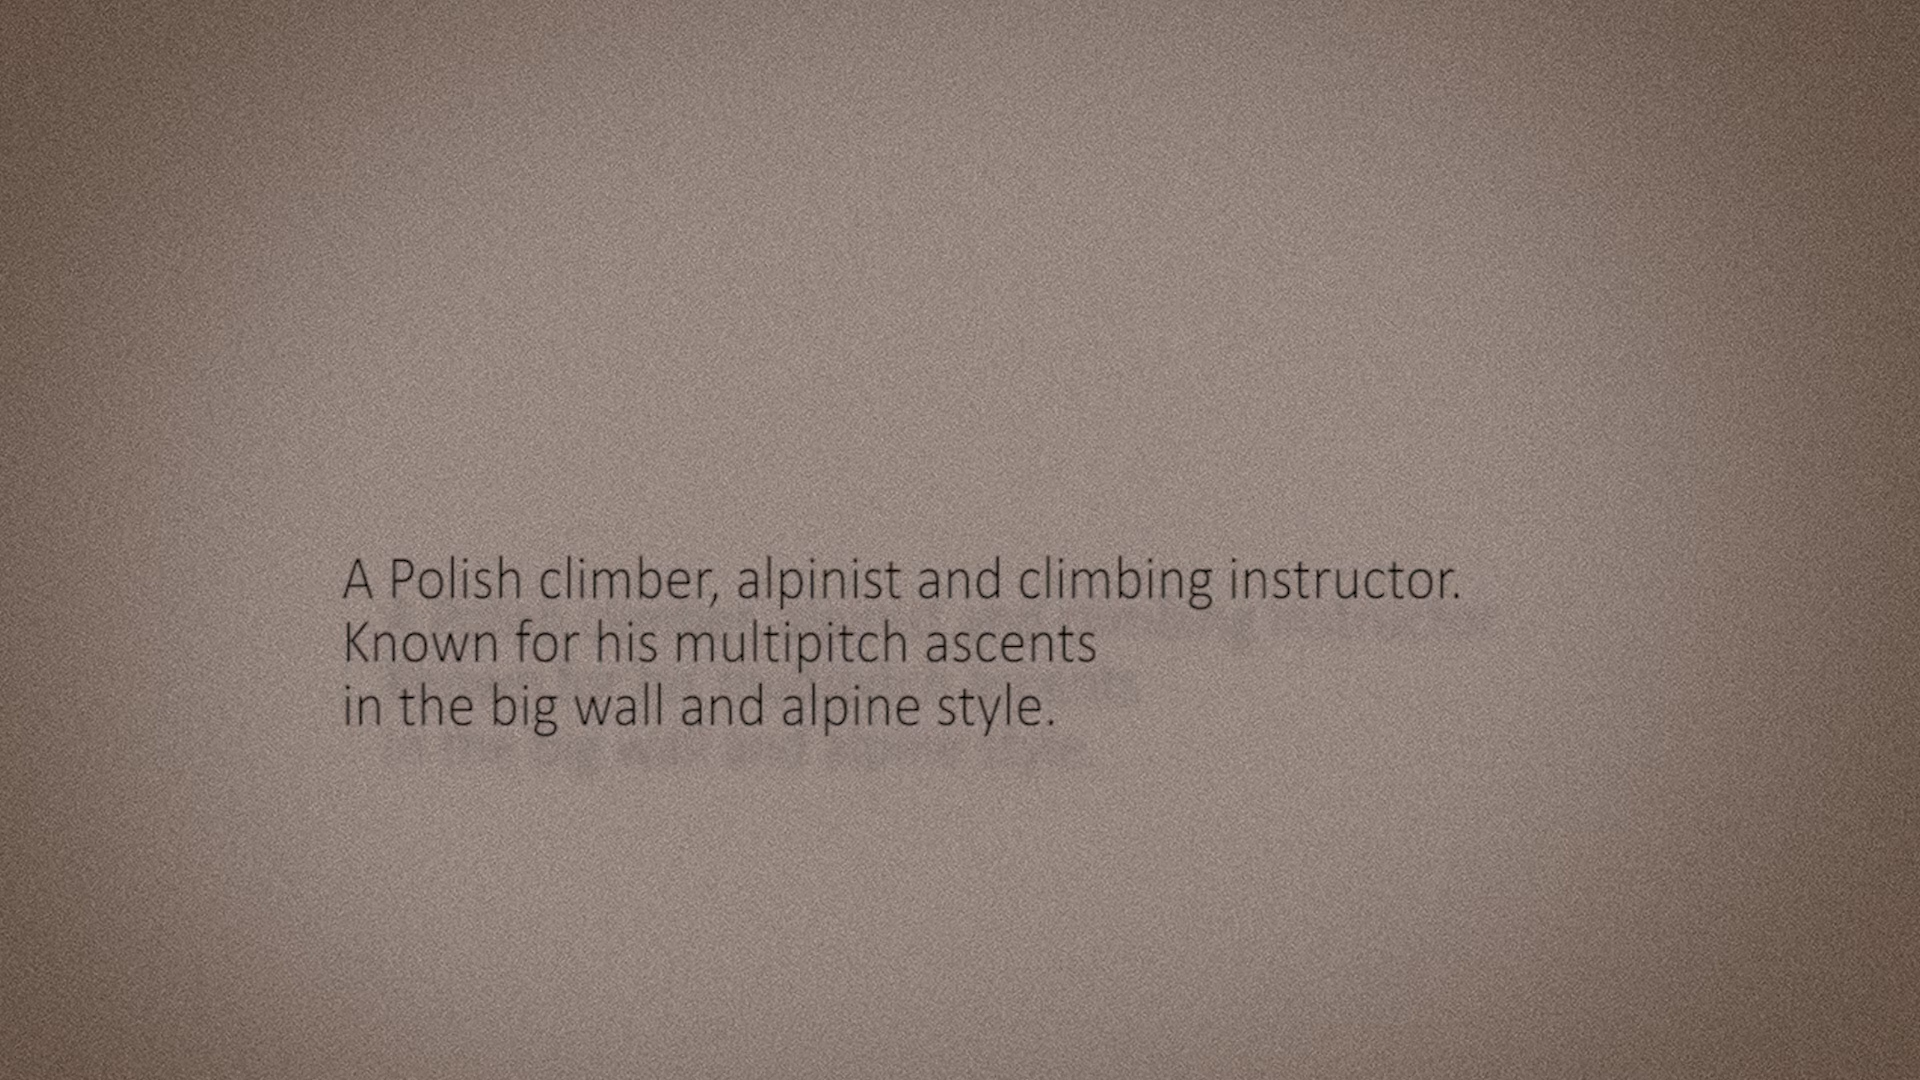 A Polish climber, alpinist and climbing instructor.
Known for his multipitch ascents
in the big wall and alpine style.